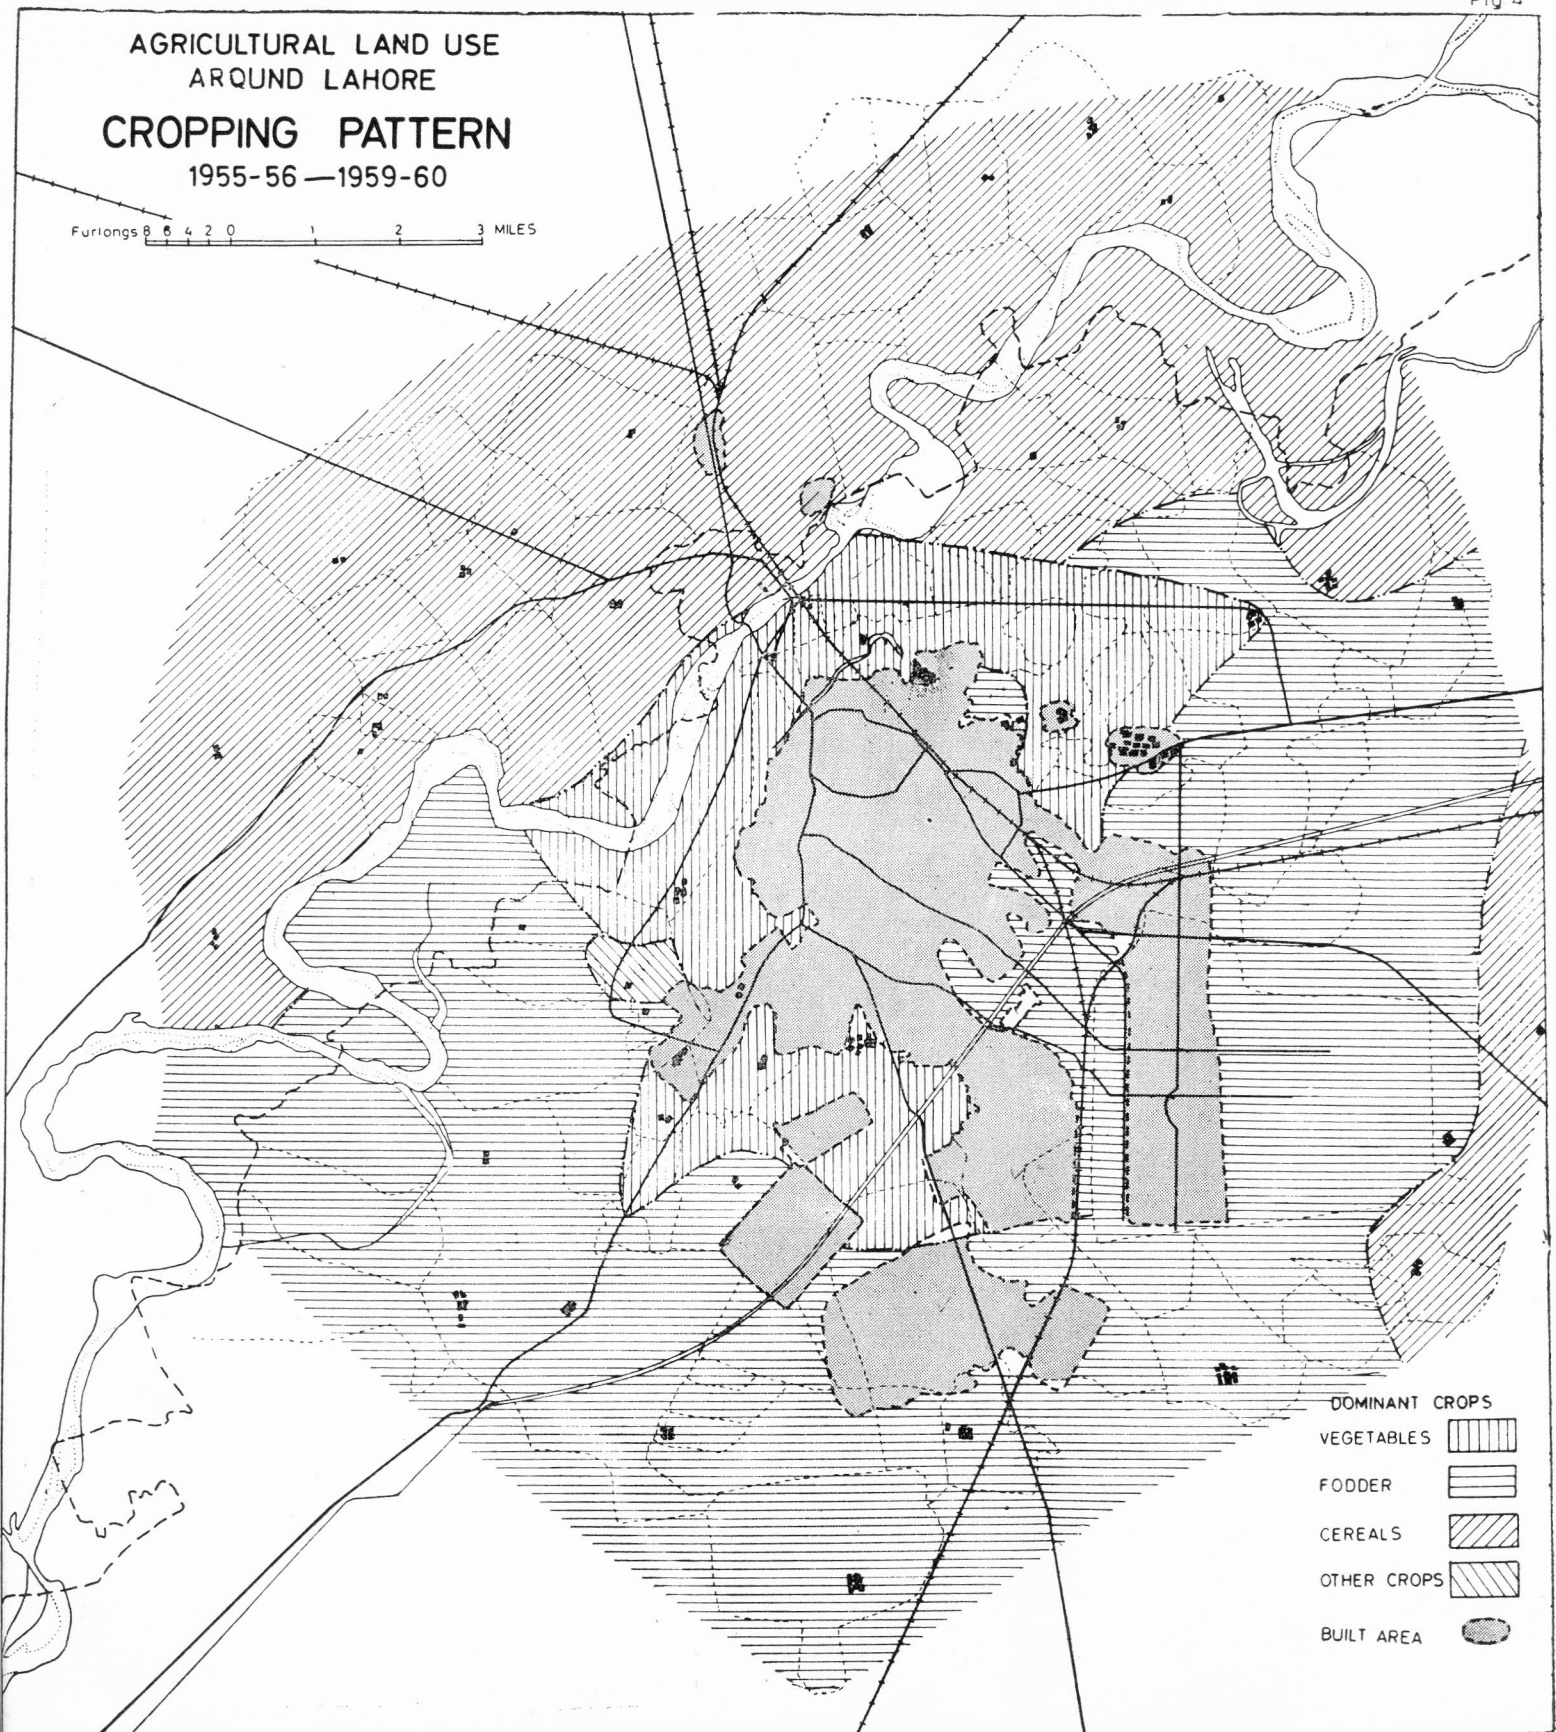 Fig 4
AGRICULTURAL LAND USE
AROUND LAHORE
CROPPING PATTERN
1955-56—1959-60
Furlongs 8 6 4 2 0 1 2 3 MILES
DOMINANT CROPS
VEGETABLES
FODDER
CEREALS
OTHER CROPS
BUILT AREA